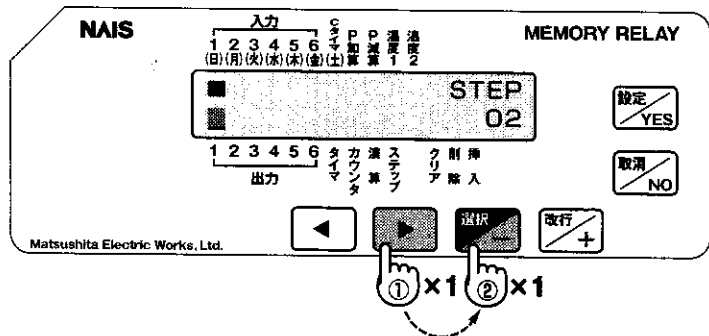 NAIS
MEMORY RELAY
入力
1 2 3 4 5 6 Cタイマ P加算 P減算 温度1 温度2
(日)(月)(火)(水)(木)(金)(土)
STEP
02
設定 YES
取消 NO
1 2 3 4 5 6 タイマ カウンタ 演算 ステップ クリア 削除 挿入
出力
◀ ▶ 選択 − 改行 +
Matsushita Electric Works, Ltd.
① ×1 ② ×1